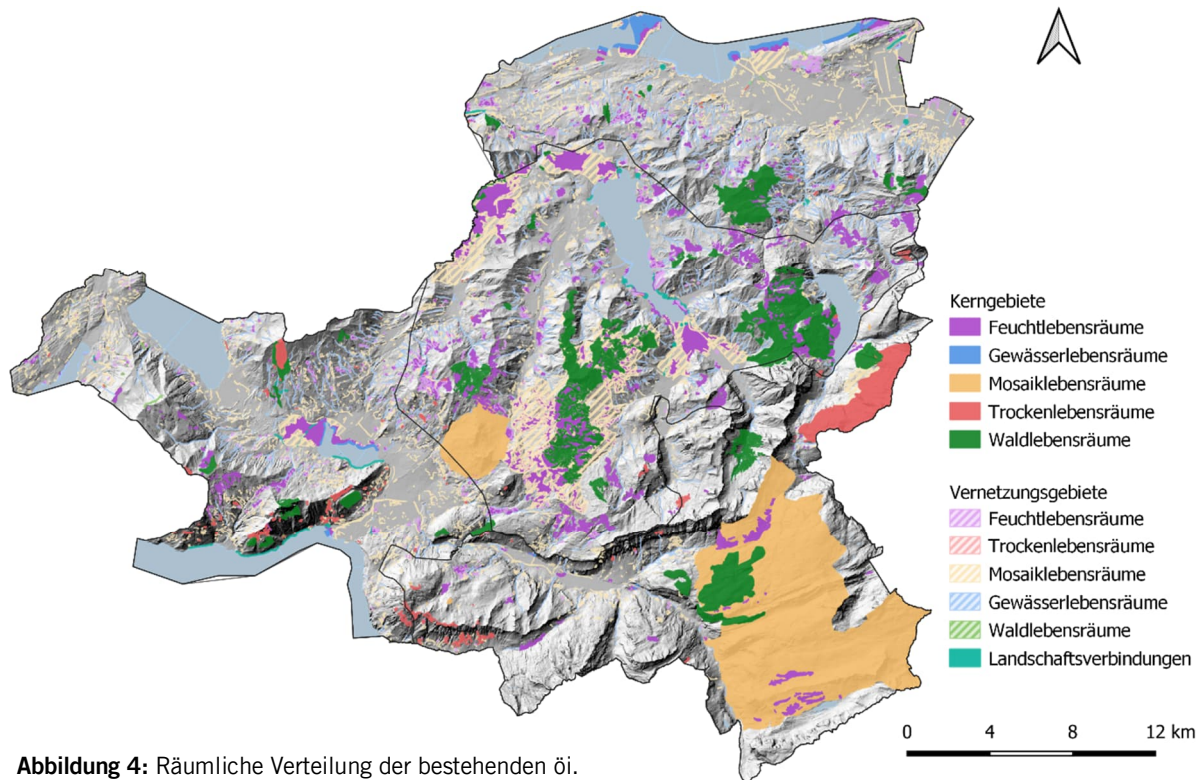 Kerngebiete
Feuchtlebensräume
Gewässerlebensräume
Mosaiklebensräume
Trockenlebensräume
Waldlebensräume
Vernetzungsgebiete
Feuchtlebensräume
Trockenlebensräume
Mosaiklebensräume
Gewässerlebensräume
Waldlebensräume
Landschaftsverbindungen
0 4 8 12 km
Abbildung 4: Räumliche Verteilung der bestehenden öi.